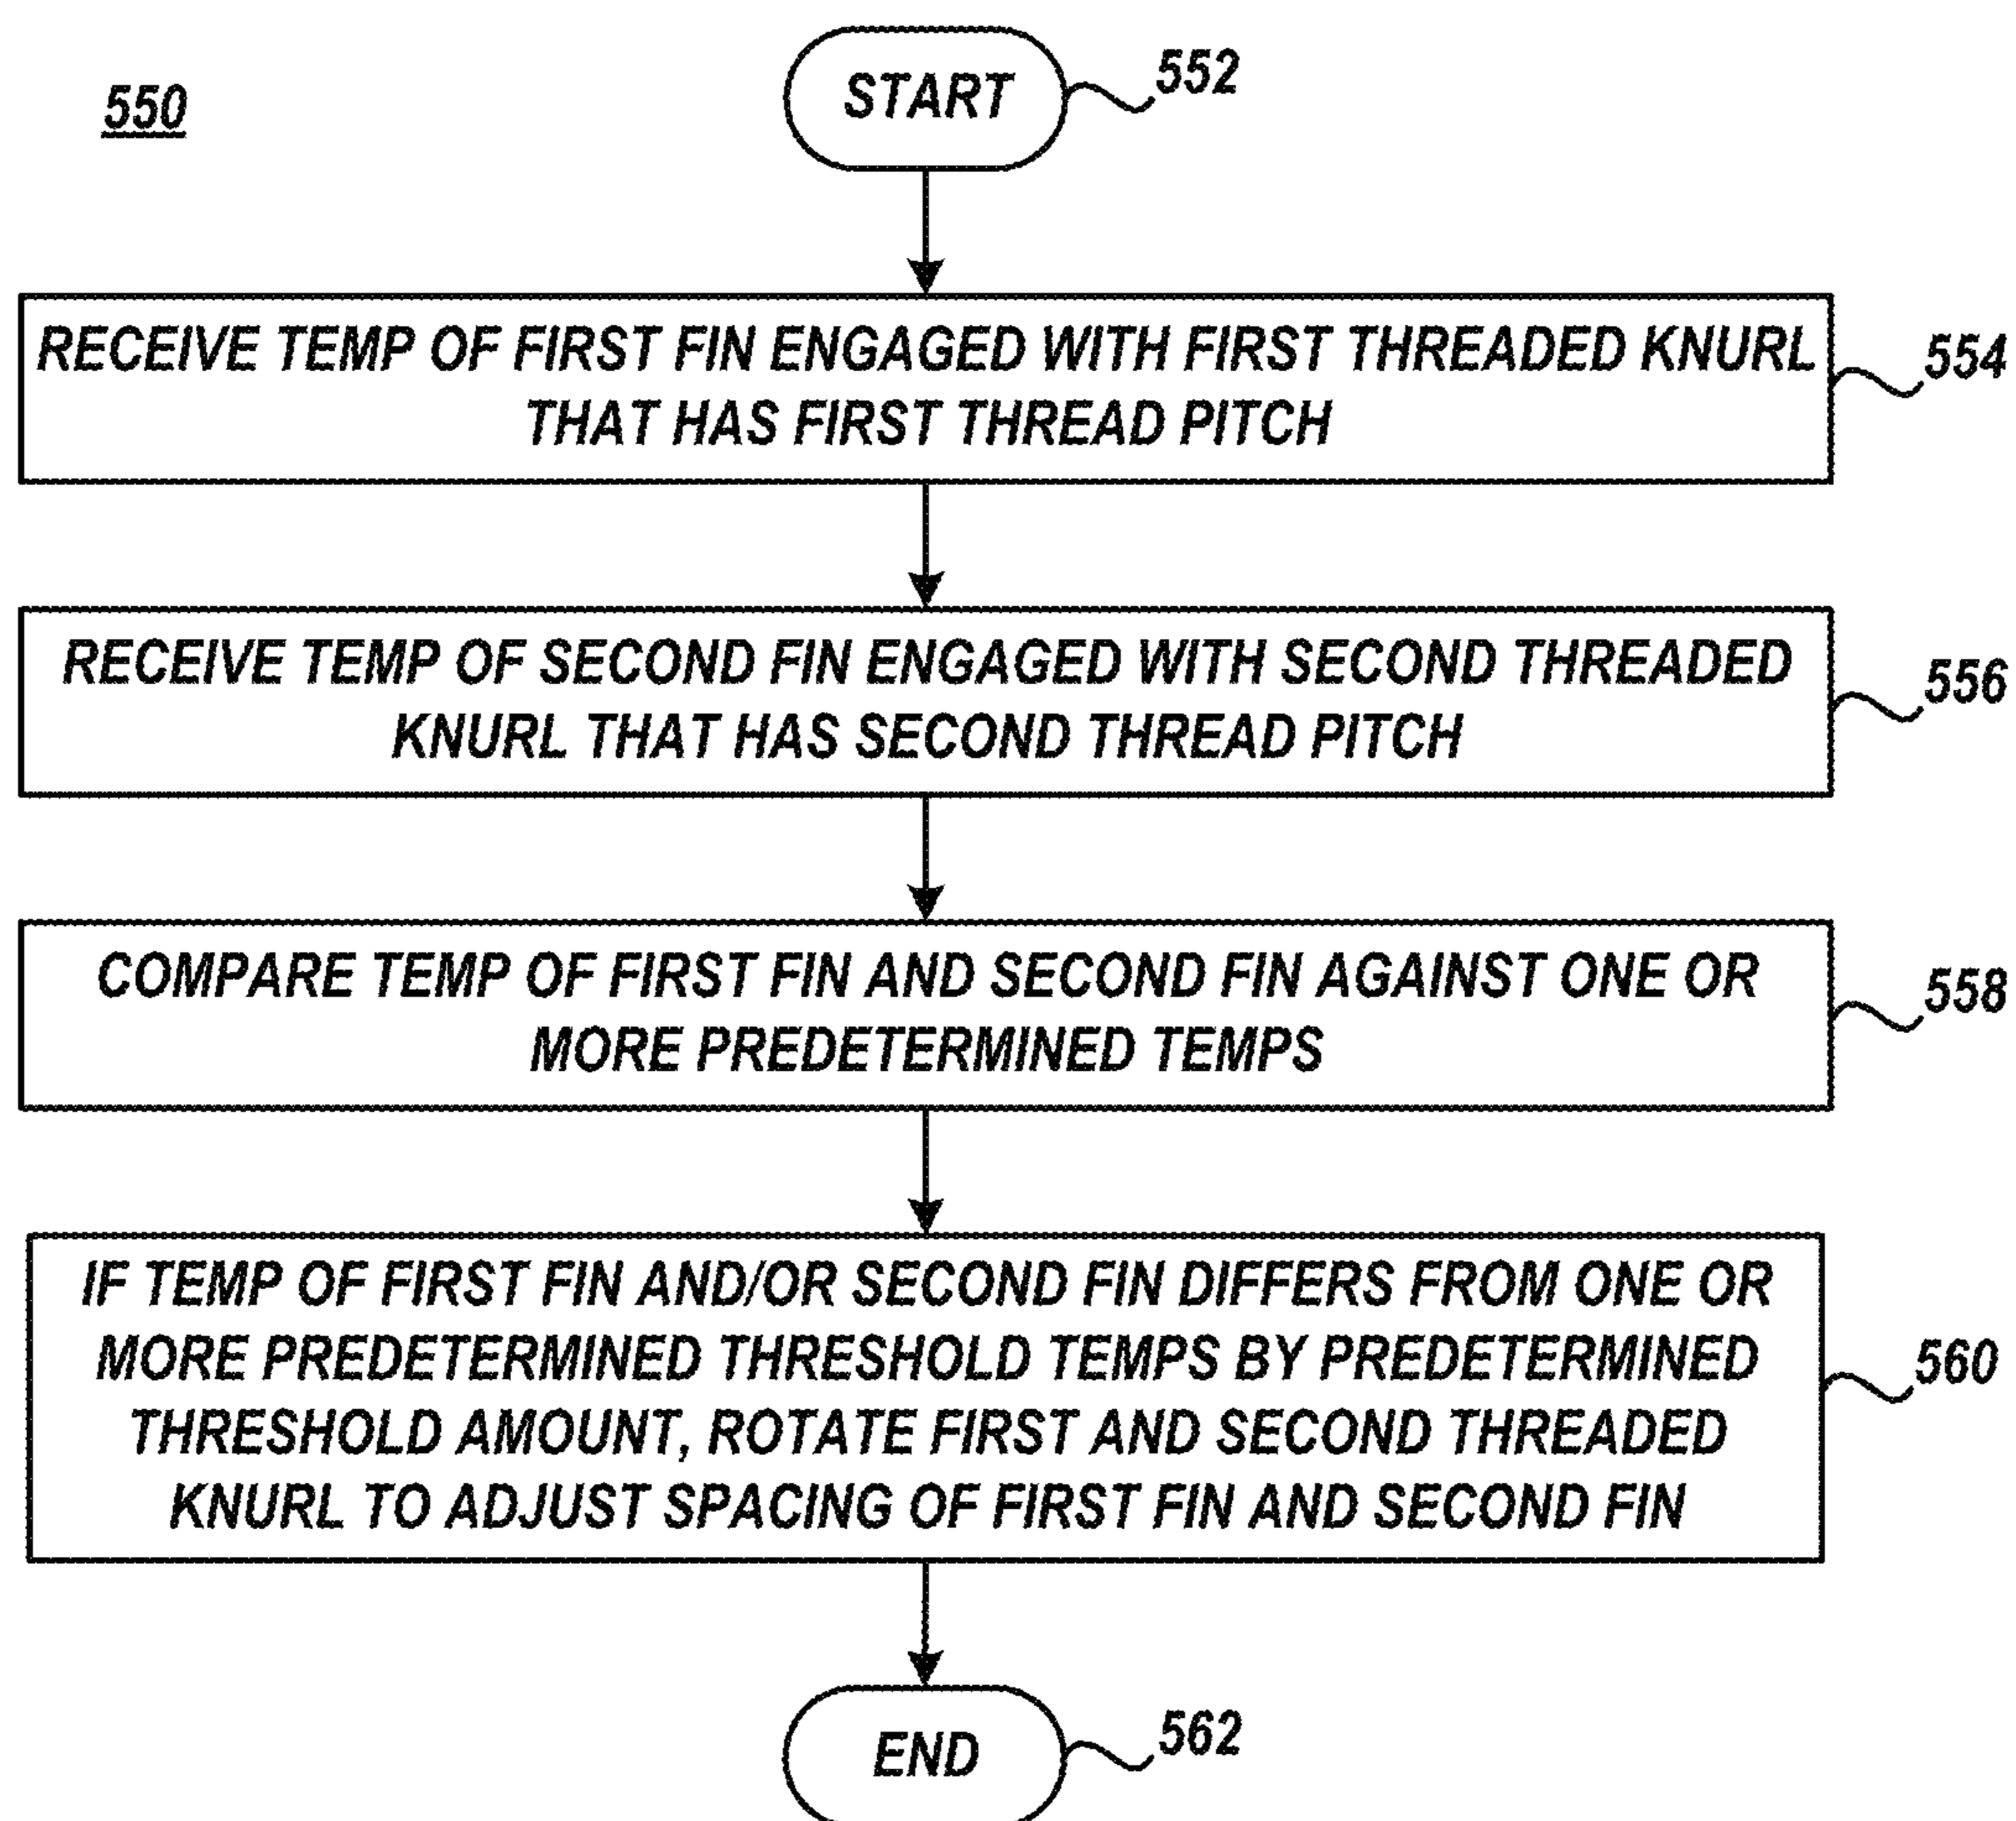 550
START
552
RECEIVE TEMP OF FIRST FIN ENGAGED WITH FIRST THREADED KNURL
THAT HAS FIRST THREAD PITCH
554
RECEIVE TEMP OF SECOND FIN ENGAGED WITH SECOND THREADED
KNURL THAT HAS SECOND THREAD PITCH
556
COMPARE TEMP OF FIRST FIN AND SECOND FIN AGAINST ONE OR
MORE PREDETERMINED TEMPS
558
IF TEMP OF FIRST FIN AND/OR SECOND FIN DIFFERS FROM ONE OR
MORE PREDETERMINED THRESHOLD TEMPS BY PREDETERMINED
THRESHOLD AMOUNT, ROTATE FIRST AND SECOND THREADED
KNURL TO ADJUST SPACING OF FIRST FIN AND SECOND FIN
560
END
562